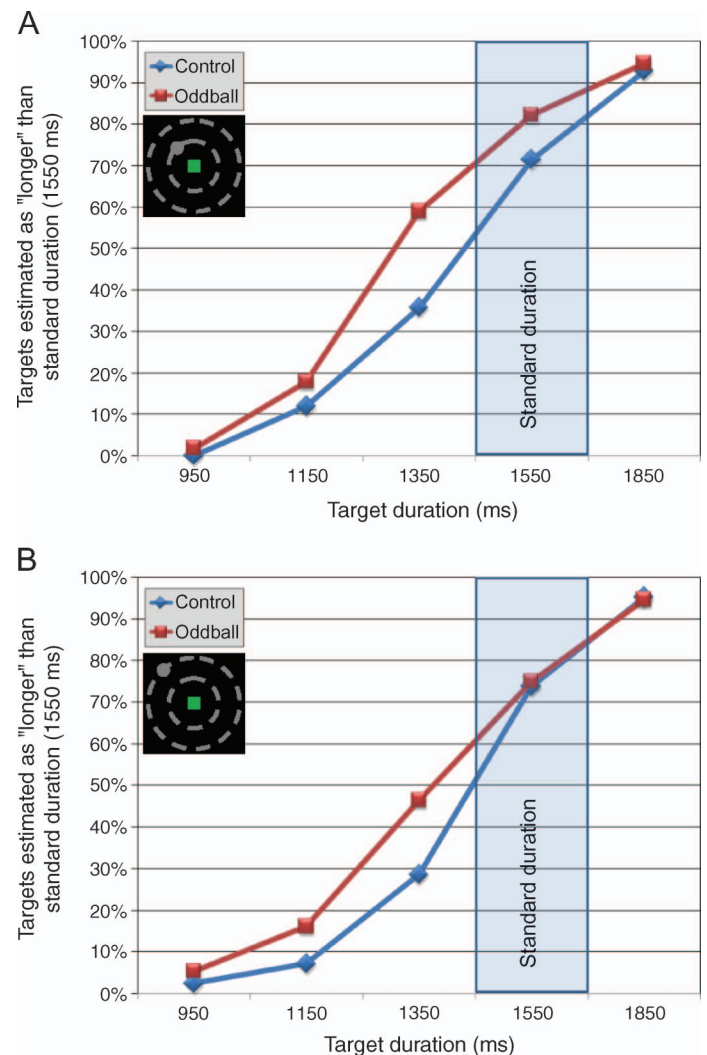 A
Targets estimated as "longer" than
standard duration (1550 ms)
100%
90%
80%
70%
60%
50%
40%
30%
20%
10%
0%
Control
Oddball
Standard duration
950
1150
1350
1550
1850
Target duration (ms)
B
Targets estimated as "longer" than
standard duration (1550 ms)
100%
90%
80%
70%
60%
50%
40%
30%
20%
10%
0%
Control
Oddball
Standard duration
950
1150
1350
1550
1850
Target duration (ms)